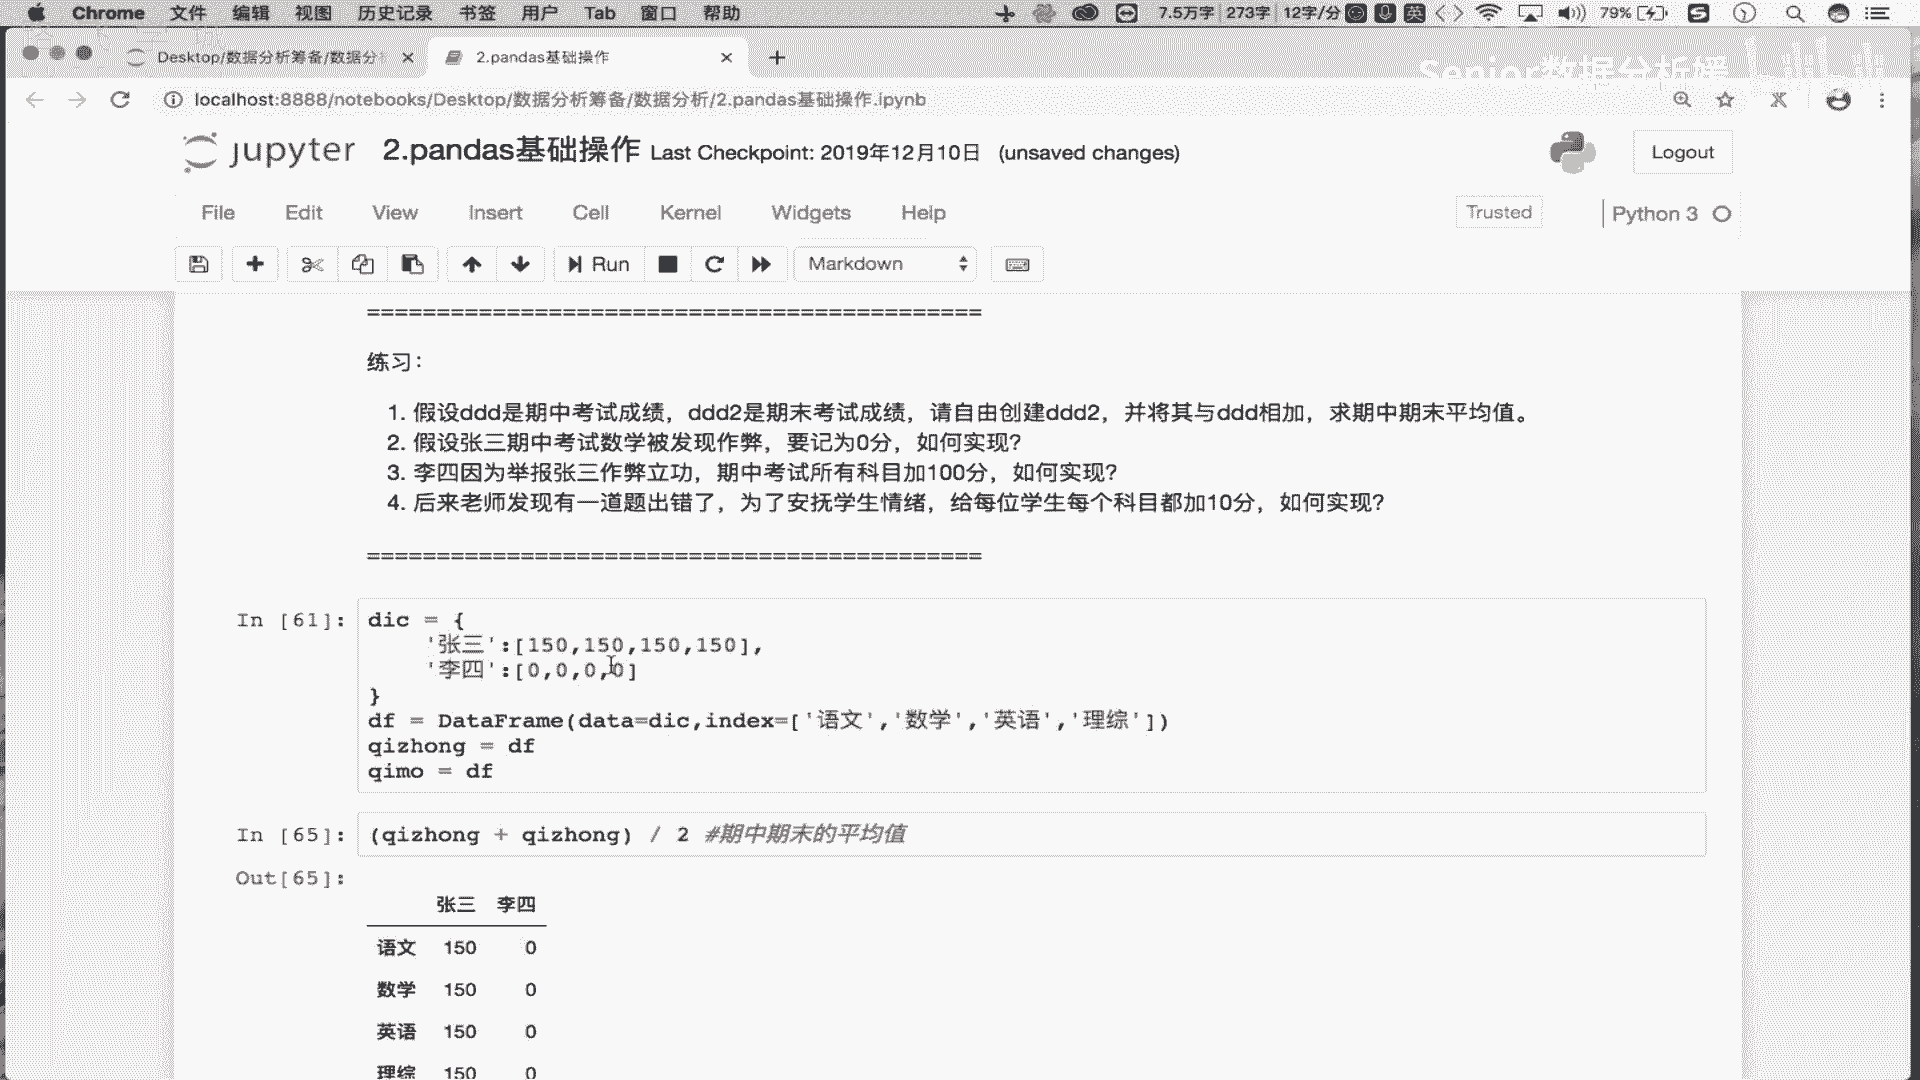 Chrome 文件 编辑 视图 历史记录 书签 用户 Tab 窗口 帮助 7.5万字 273字 12字/分 英 79%
Desktop/数据分析筹备/数据分析 2.pandas基础操作
Senior数据分析媛 bilibili
localhost:8888/notebooks/Desktop/数据分析筹备/数据分析/2.pandas基础操作.ipynb
jupyter 2.pandas基础操作 Last Checkpoint: 2019年12月10日 (unsaved changes) Logout
File Edit View Insert Cell Kernel Widgets Help Trusted Python 3
Run Markdown
============================================
练习：
1. 假设ddd是期中考试成绩，ddd2是期末考试成绩，请自由创建ddd2，并将其与ddd相加，求期中期末平均值。
2. 假设张三期中考试数学被发现作弊，要记为0分，如何实现？
3. 李四因为举报张三作弊立功，期中考试所有科目加100分，如何实现？
4. 后来老师发现有一道题出错了，为了安抚学生情绪，给每位学生每个科目都加10分，如何实现？
============================================
In [61]: dic = {
'张三':[150,150,150,150],
'李四':[0,0,0,0]
}
df = DataFrame(data=dic,index=['语文','数学','英语','理综'])
qizhong = df
qimo = df
In [65]: (qizhong + qizhong) / 2 #期中期末的平均值
Out[65]:
张三 李四
语文 150 0
数学 150 0
英语 150 0
理综 150 0